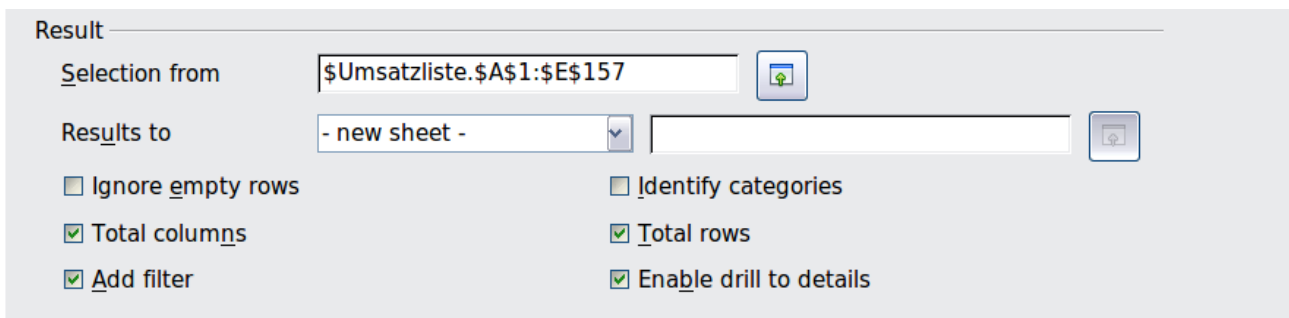 Result
Selection from $Umsatzliste.$A$1:$E$157
Results to - new sheet -
Ignore empty rows Identify categories
Total columns Total rows
Add filter Enable drill to details